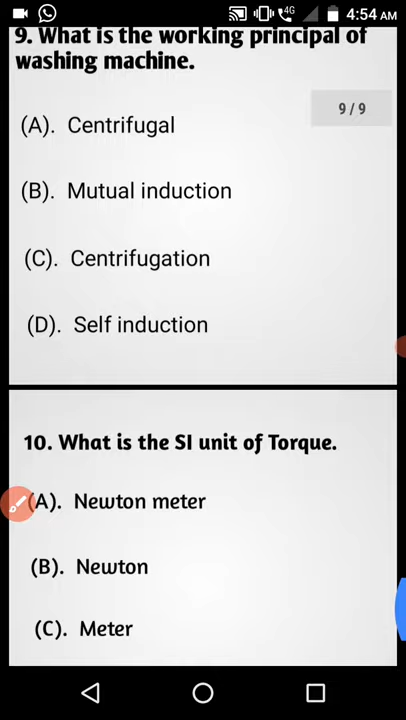 4G 4:54 AM
9. What is the working principal of
washing machine.
9 / 9
(A). Centrifugal
(B). Mutual induction
(C). Centrifugation
(D). Self induction
10. What is the SI unit of Torque.
(A). Newton meter
(B). Newton
(C). Meter